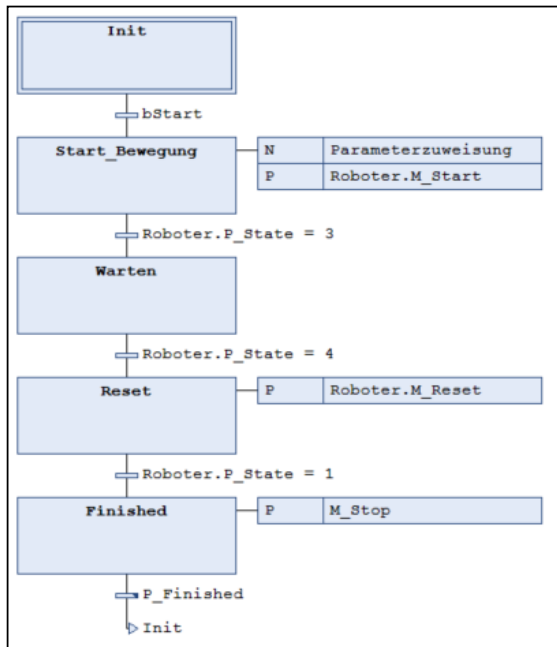 Init
bStart
Start_Bewegung N Parameterzuweisung
P Roboter.M_Start
Roboter.P_State = 3
Warten
Roboter.P_State = 4
Reset P Roboter.M_Reset
Roboter.P_State = 1
Finished P M_Stop
P_Finished
Init